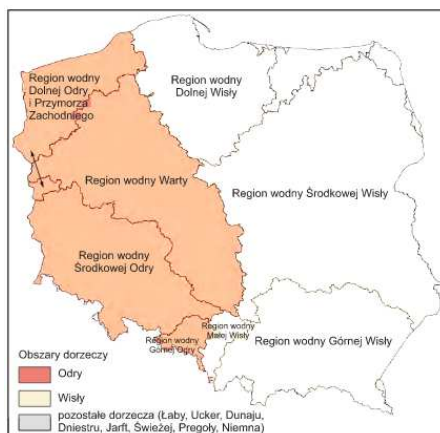 Region wodny
Dolnej Odry
i Przymorza
Zachodniego
Region wodny
Dolnej Wisły
Region wodny Warty
Region wodny Środkowej Wisły
Region wodny
Środkowej Odry
Region wodny
Małej Wisły
Region wodny
Górnej Odry
Region wodny Górnej Wisły
Obszary dorzeczy
Odry
Wisły
pozostałe dorzecza (Łaby, Ucker, Dunaju,
Dniestru, Jarft, Świeżej, Pregoły, Niemna)